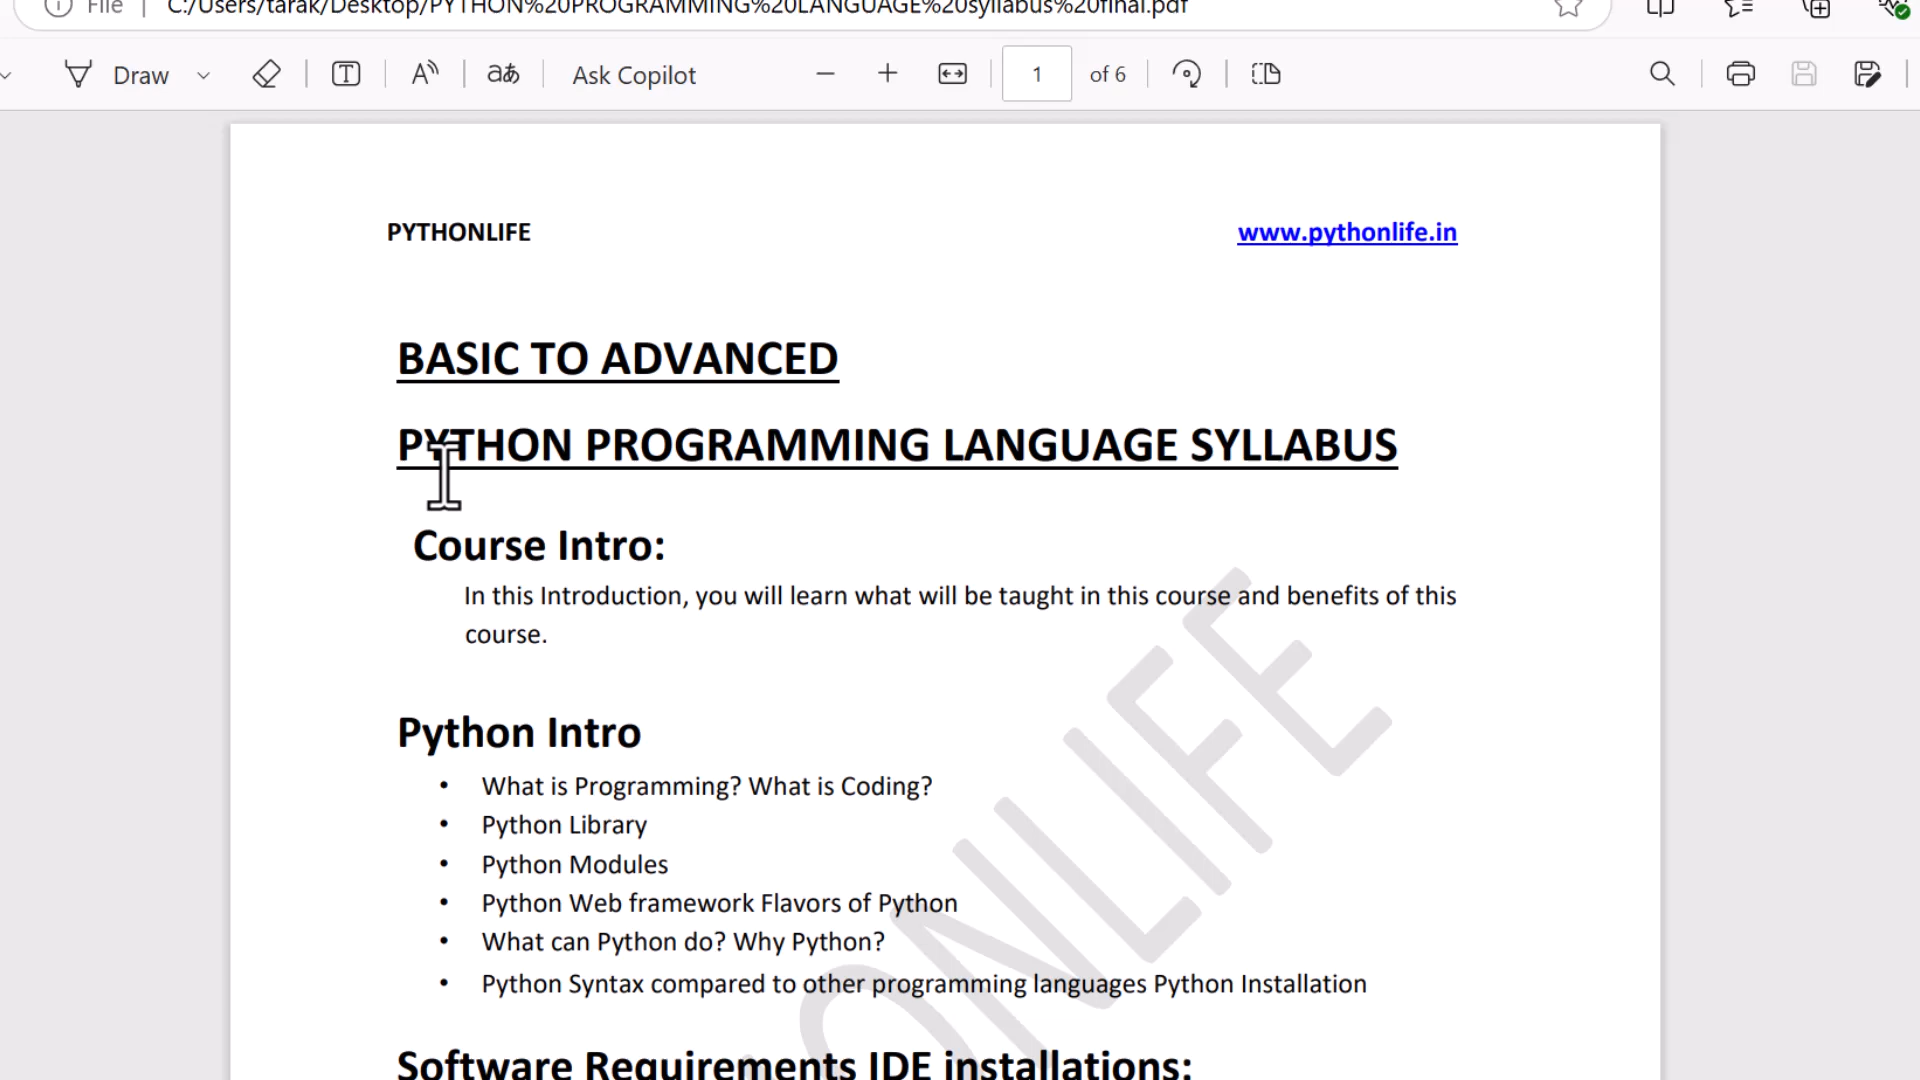 File | C:/Users/tarak/Desktop/PYTHON%20PROGRAMMING%20LANGUAGE%20syllabus%20final.pdf
Draw
Ask Copilot
1 of 6
PYTHONLIFE
www.pythonlife.in
BASIC TO ADVANCED
PYTHON PROGRAMMING LANGUAGE SYLLABUS
Course Intro:
In this Introduction, you will learn what will be taught in this course and benefits of this
course.
Python Intro
• What is Programming? What is Coding?
• Python Library
• Python Modules
• Python Web framework Flavors of Python
• What can Python do? Why Python?
• Python Syntax compared to other programming languages Python Installation
Software Requirements IDE installations:
ONLIFE